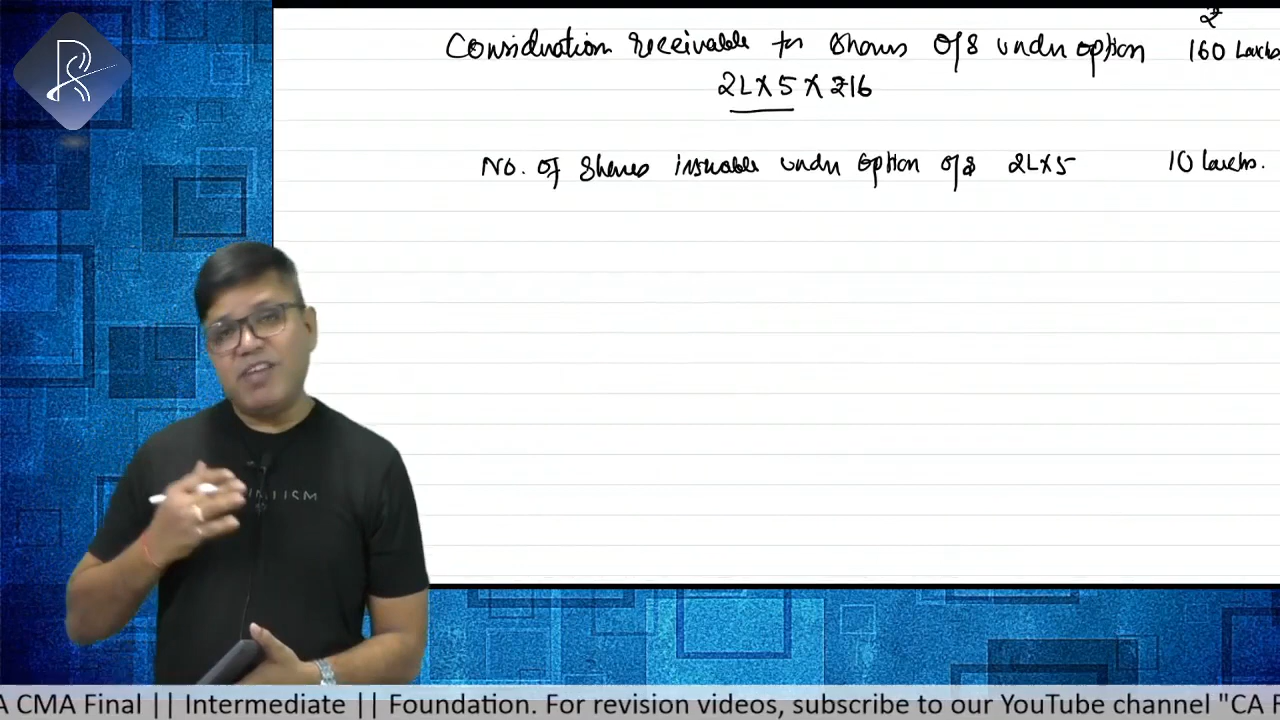 ₹
Consideration receivable for shares o/s under option 160 Lakhs
2L X 5 X ₹16
No. of shares issuable under option o/s 2L X 5 10 Lakhs.
A CMA Final || Intermediate || Foundation. For revision videos, subscribe to our YouTube channel "CA